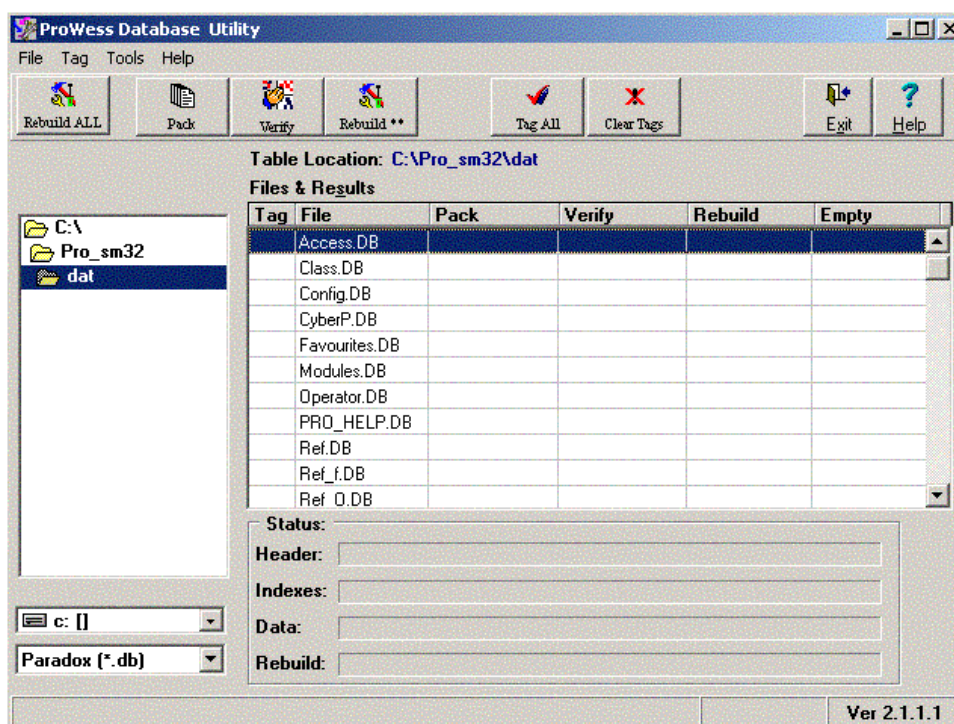 ProWess Database Utility
File Tag Tools Help
Rebuild ALL Pack Verify Rebuild ** Tag All Clear Tags Exit Help
Table Location: C:\Pro_sm32\dat
Files & Results
Tag File Pack Verify Rebuild Empty
C:\
Pro_sm32
dat
Access.DB
Class.DB
Config.DB
CyberP.DB
Favourites.DB
Modules.DB
Operator.DB
PRO_HELP.DB
Ref.DB
Ref_f.DB
Ref_O.DB
Status:
Header:
Indexes:
Data:
Rebuild:
c: []
Paradox (*.db)
Ver 2.1.1.1